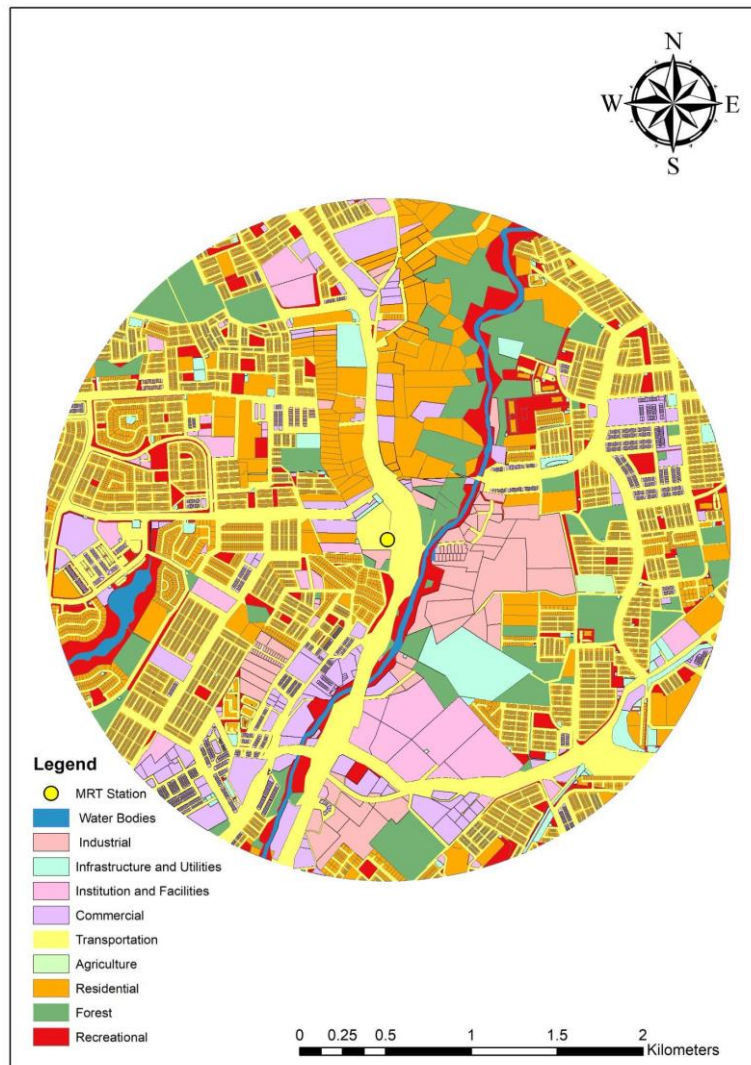 N
W E
S
Legend
MRT Station
Water Bodies
Industrial
Infrastructure and Utilities
Institution and Facilities
Commercial
Transportation
Agriculture
Residential
Forest
Recreational
0 0.25 0.5 1 1.5 2
Kilometers